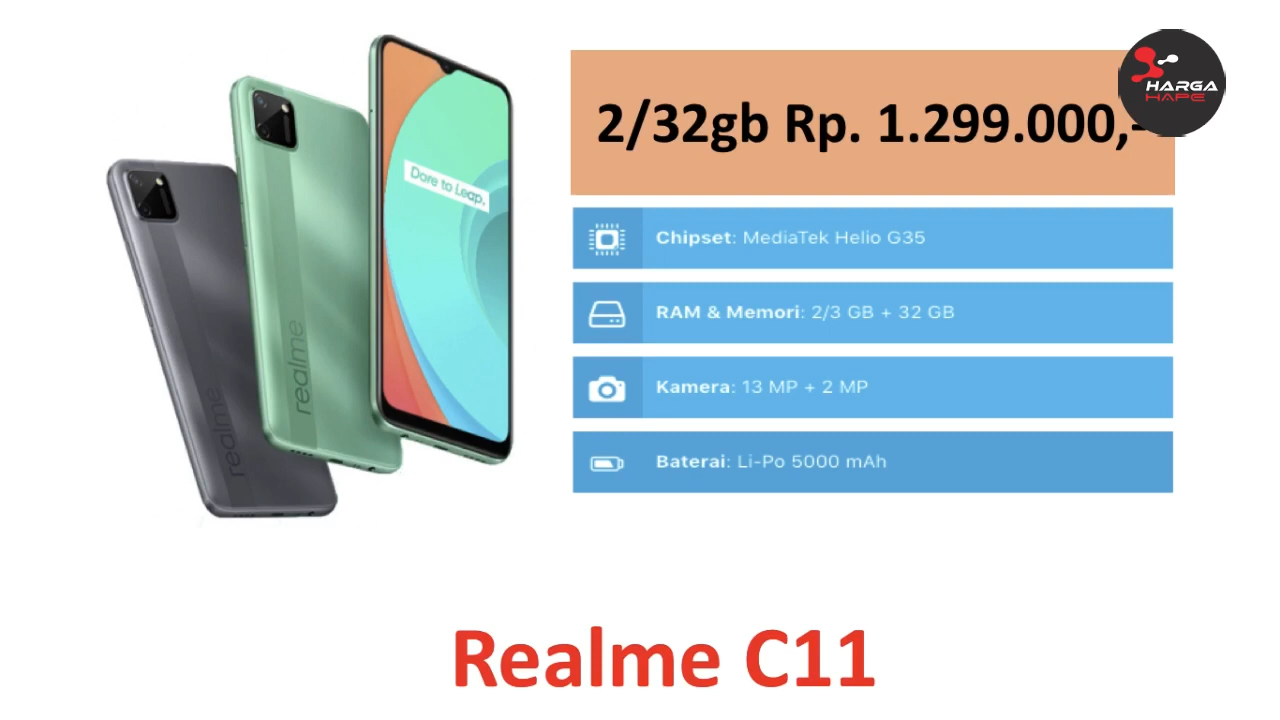 HARGA
HAPE
2/32gb Rp. 1.299.000,-
Dare to Leap.
Chipset: MediaTek Helio G35
RAM & Memori: 2/3 GB + 32 GB
Kamera: 13 MP + 2 MP
Baterai: Li-Po 5000 mAh
realme
realme
Realme C11